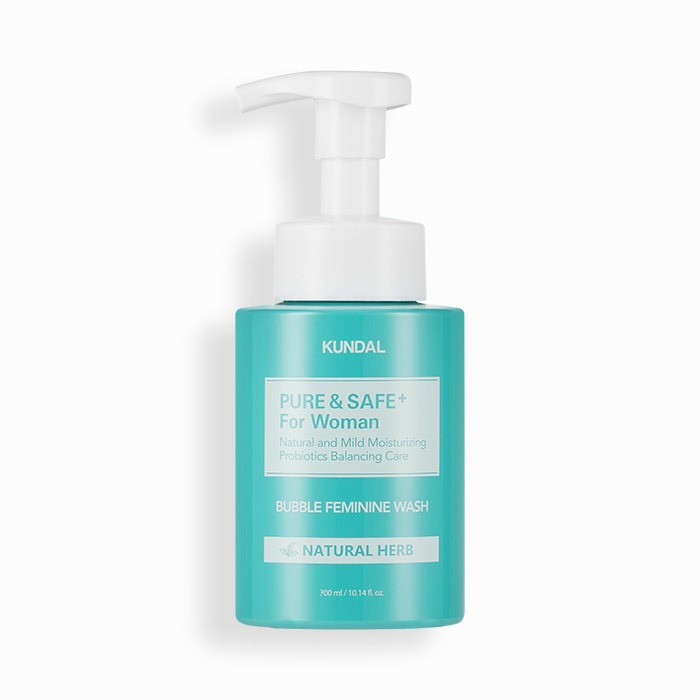 KUNDAL
PURE & SAFE+
For Woman
Natural and Mild Moisturizing
Probiotics Balancing Care
BUBBLE FEMININE WASH
NATURAL HERB
300 ml / 10.14 fl. oz.